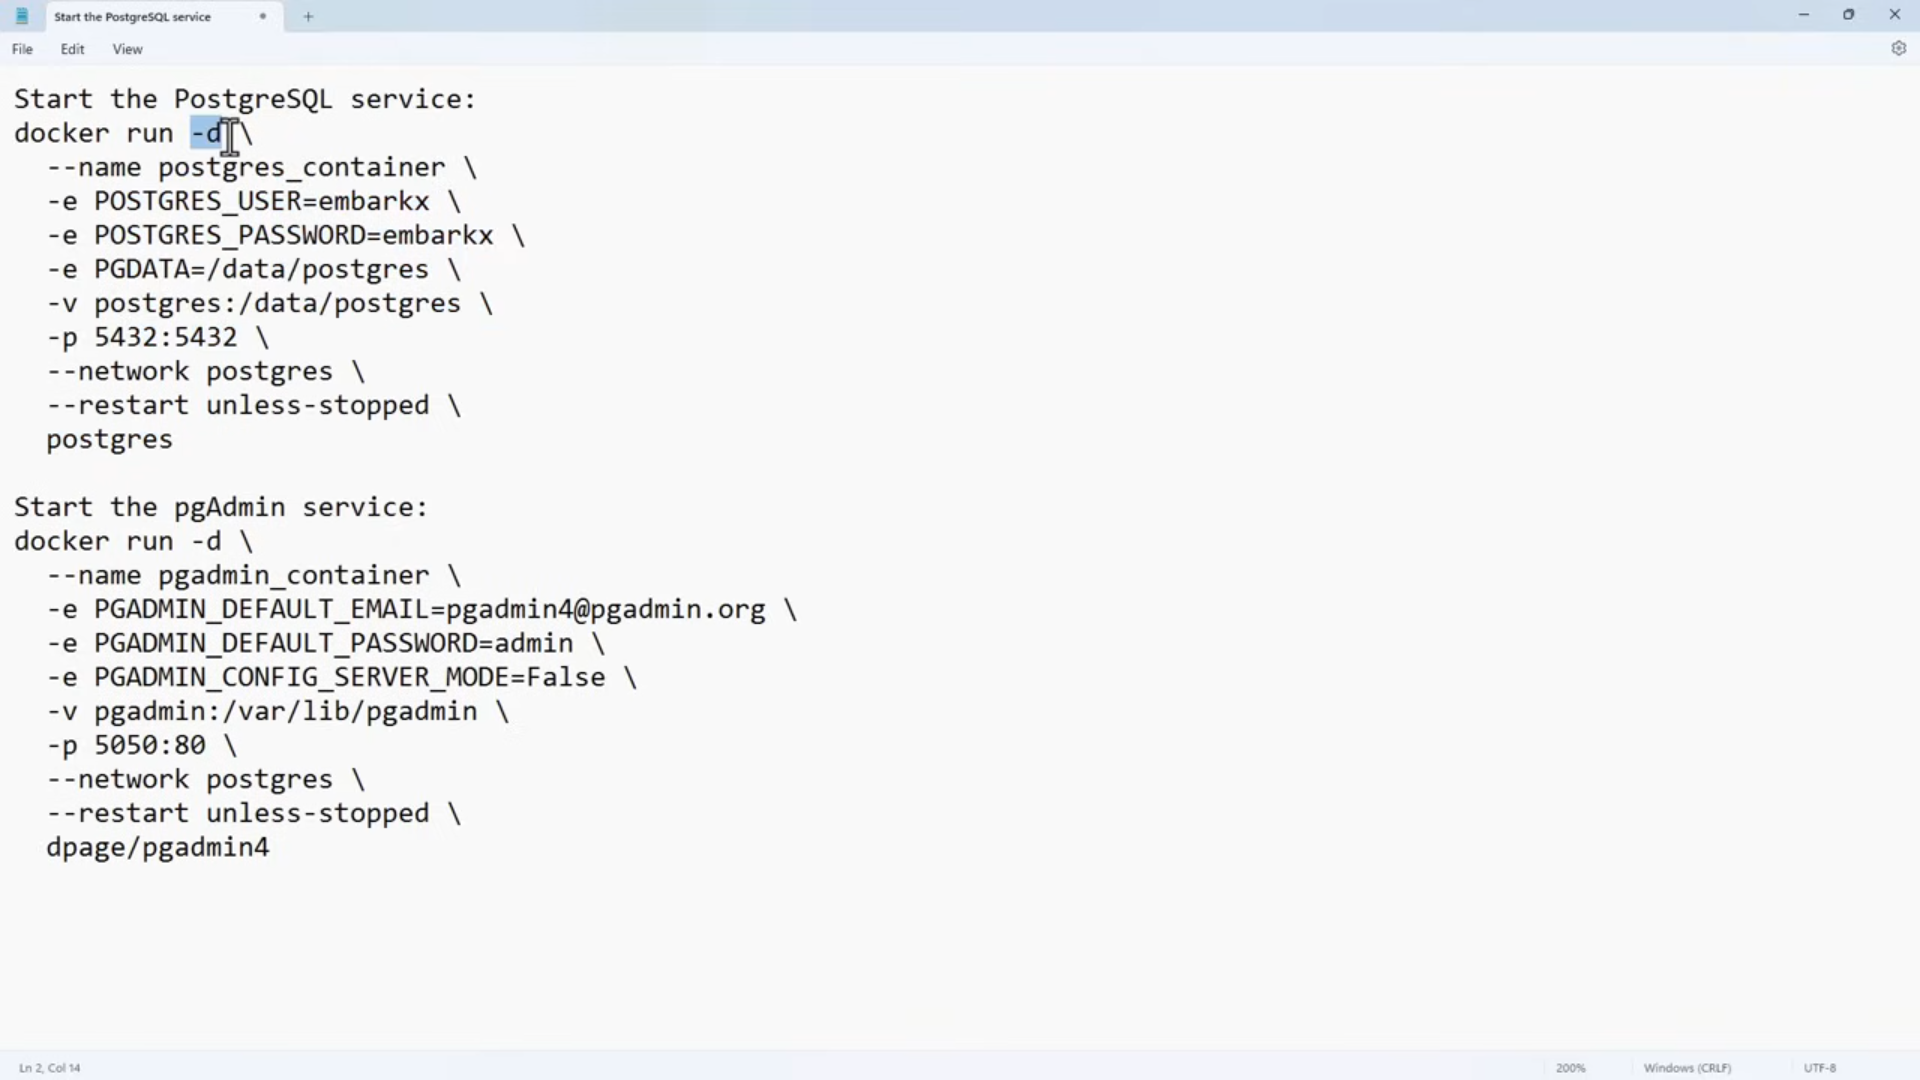 Start the PostgreSQL service
File Edit View
Start the PostgreSQL service:
docker run -d \
--name postgres_container \
-e POSTGRES_USER=embarkx \
-e POSTGRES_PASSWORD=embarkx \
-e PGDATA=/data/postgres \
-v postgres:/data/postgres \
-p 5432:5432 \
--network postgres \
--restart unless-stopped \
postgres
Start the pgAdmin service:
docker run -d \
--name pgadmin_container \
-e PGADMIN_DEFAULT_EMAIL=pgadmin4@pgadmin.org \
-e PGADMIN_DEFAULT_PASSWORD=admin \
-e PGADMIN_CONFIG_SERVER_MODE=False \
-v pgadmin:/var/lib/pgadmin \
-p 5050:80 \
--network postgres \
--restart unless-stopped \
dpage/pgadmin4
Ln 2, Col 14 200% Windows (CRLF) UTF-8